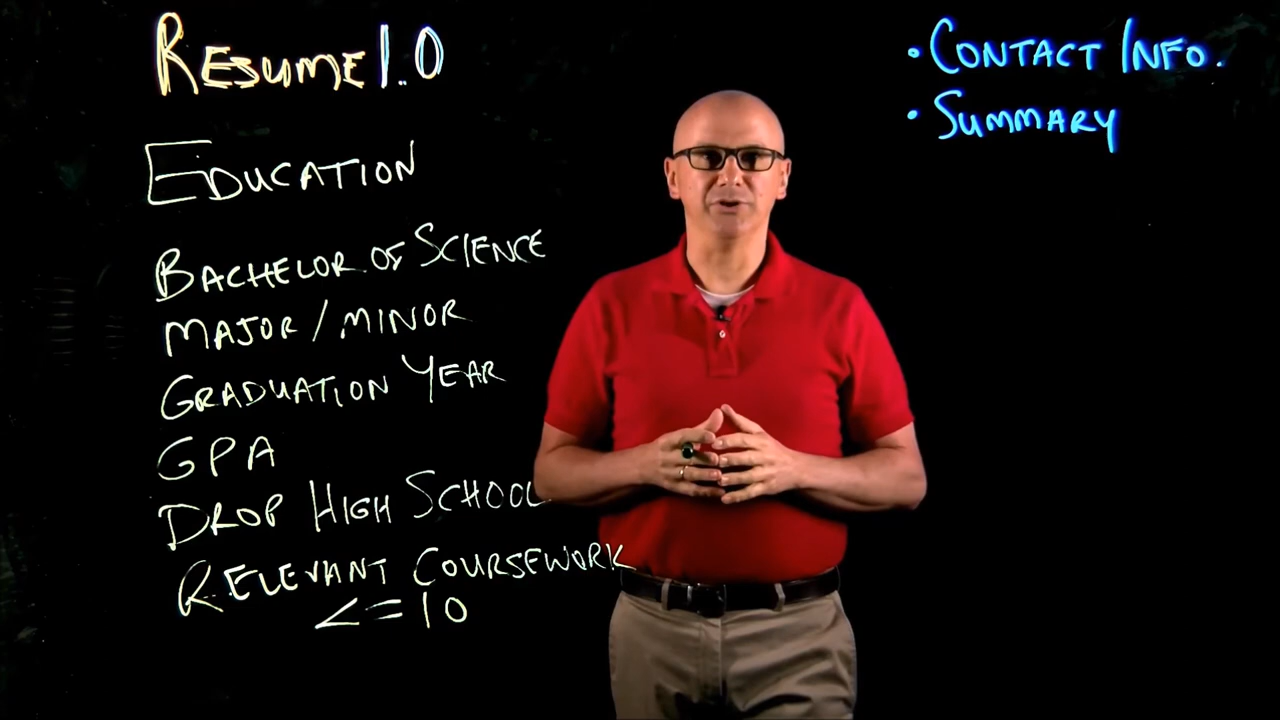 RESUME 1.0
EDUCATION
BACHELOR OF SCIENCE
MAJOR / MINOR
GRADUATION YEAR
GPA
DROP HIGH SCHOOL
RELEVANT COURSEWORK
<= 10
• CONTACT INFO.
• SUMMARY